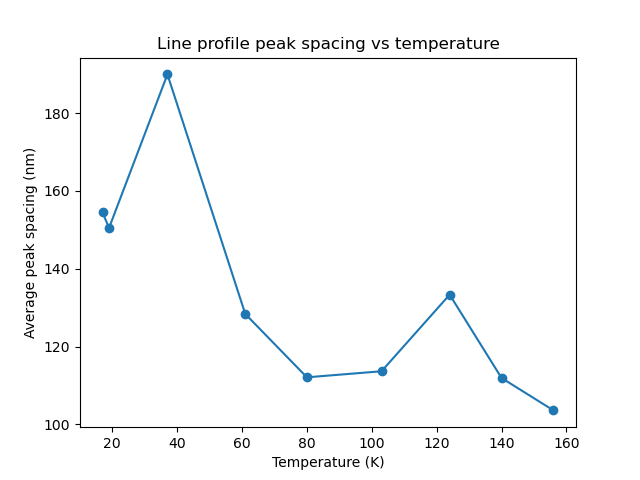 Line profile peak spacing vs temperature
Average peak spacing (nm)
180
160
140
120
100
20 40 60 80 100 120 140 160
Temperature (K)